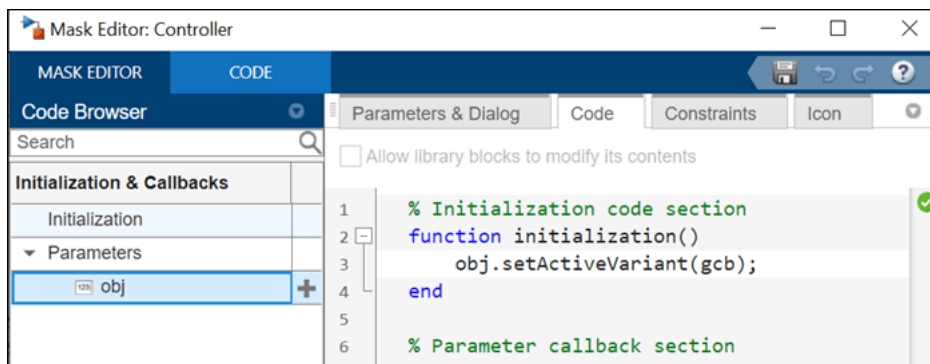 Mask Editor: Controller
MASK EDITOR CODE
Code Browser
Search
Initialization & Callbacks
Initialization
Parameters
obj
Parameters & Dialog Code Constraints Icon
Allow library blocks to modify its contents
1 % Initialization code section
2 function initialization()
3 obj.setActiveVariant(gcb);
4 end
5
6 % Parameter callback section